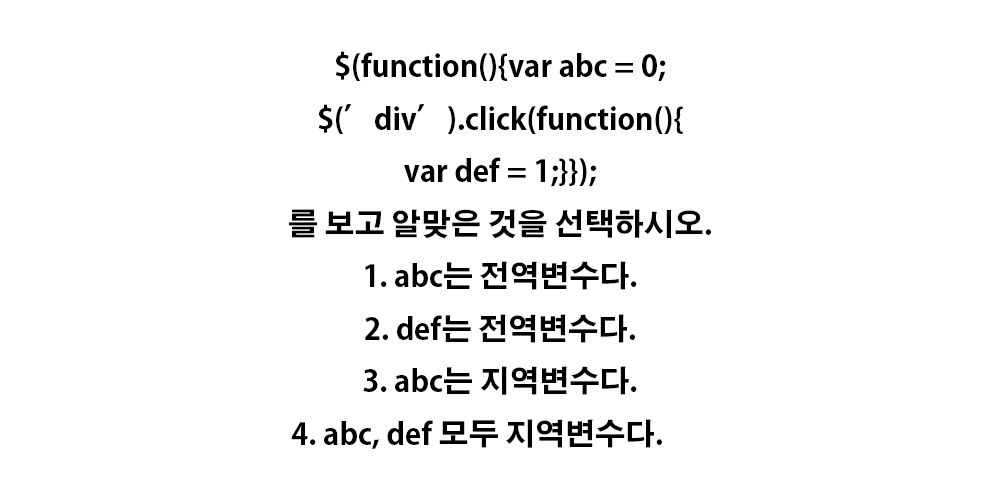 $(function(){var abc = 0;
$(′ div′ ).click(function(){
var def = 1;}});
를 보고 알맞은 것을 선택하시오.
1. abc는 전역변수다.
2. def는 전역변수다.
3. abc는 지역변수다.
4. abc, def 모두 지역변수다.